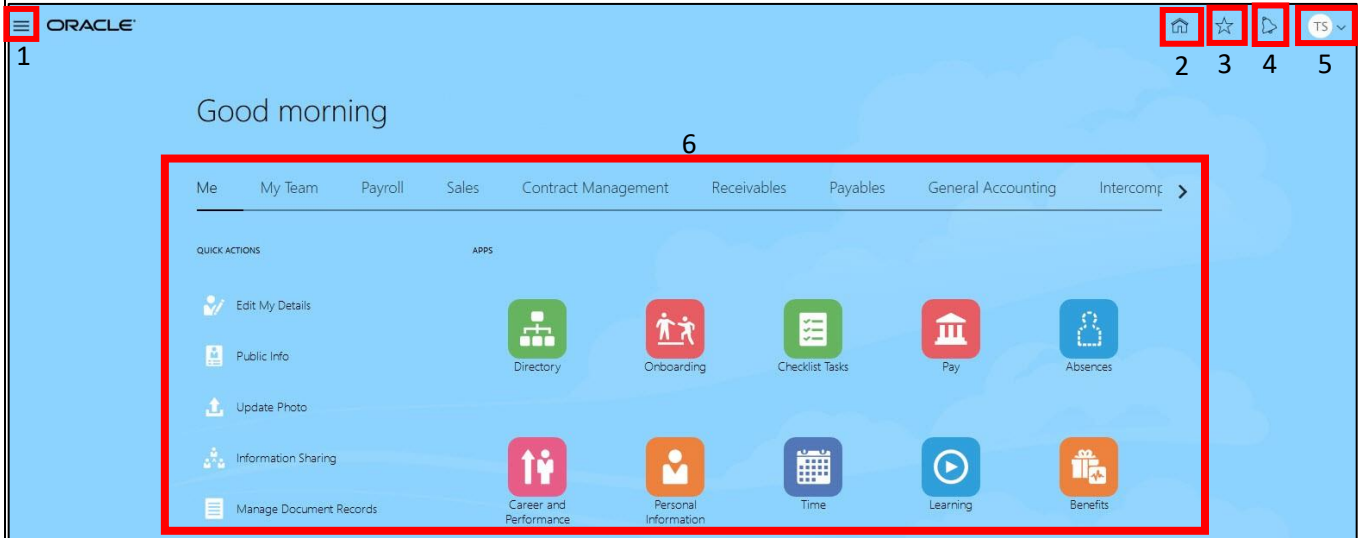 ORACLE
TS
1
2 3 4 5
Good morning
6
Me My Team Payroll Sales Contract Management Receivables Payables General Accounting Intercomp
QUICK ACTIONS
APPS
Edit My Details
Public Info
Update Photo
Information Sharing
Manage Document Records
Directory Onboarding Checklist Tasks Pay Absences
Career and Performance
Personal Information
Time Learning Benefits